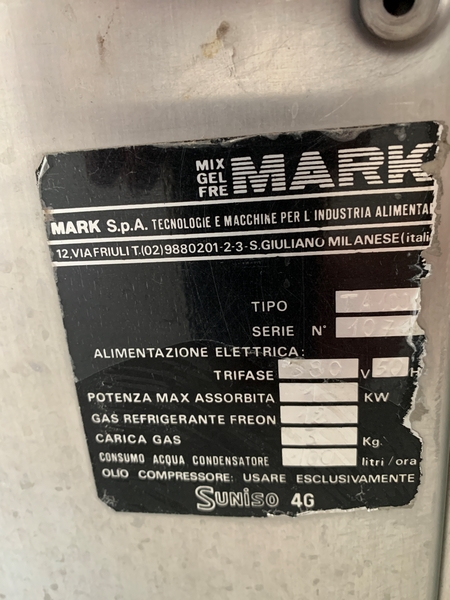 MIX
GEL
FRE
MARK
MARK S.p.A. TECNOLOGIE E MACCHINE PER L INDUSTRIA ALIMENTA
12,VIA FRIULI T.(02)9880201-2-3-S.GIULIANO MILANESE(itali
TIPO
SERIE N°
ALIMENTAZIONE ELETTRICA:
TRIFASE 380 V H
POTENZA MAX ASSORBITA KW
GAS REFRIGERANTE FREON
CARICA GAS Kg.
CONSUMO ACQUA CONDENSATORE litri/ora
OLIO COMPRESSORE: USARE ESCLUSIVAMENTE
SUNISO 4G